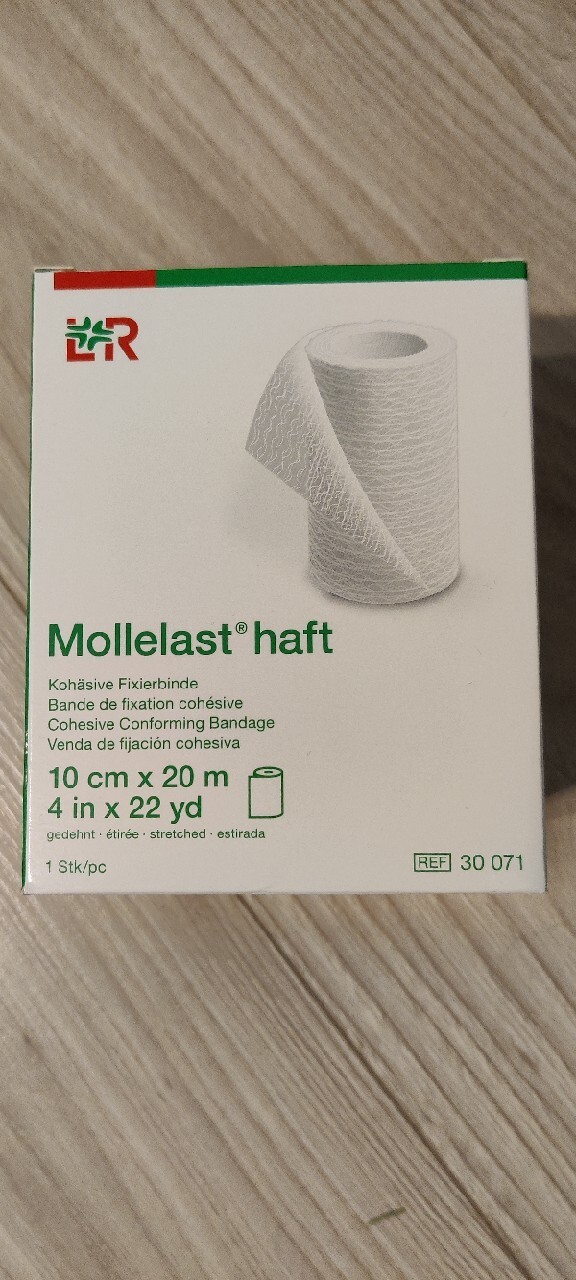 L&R
Mollelast® haft
Kohäsive Fixierbinde
Bande de fixation cohésive
Cohesive Conforming Bandage
Venda de fijación cohesiva
10 cm x 20 m
4 in x 22 yd
gedehnt · étirée · stretched · estirada
1 Stk/pc
REF 30 071